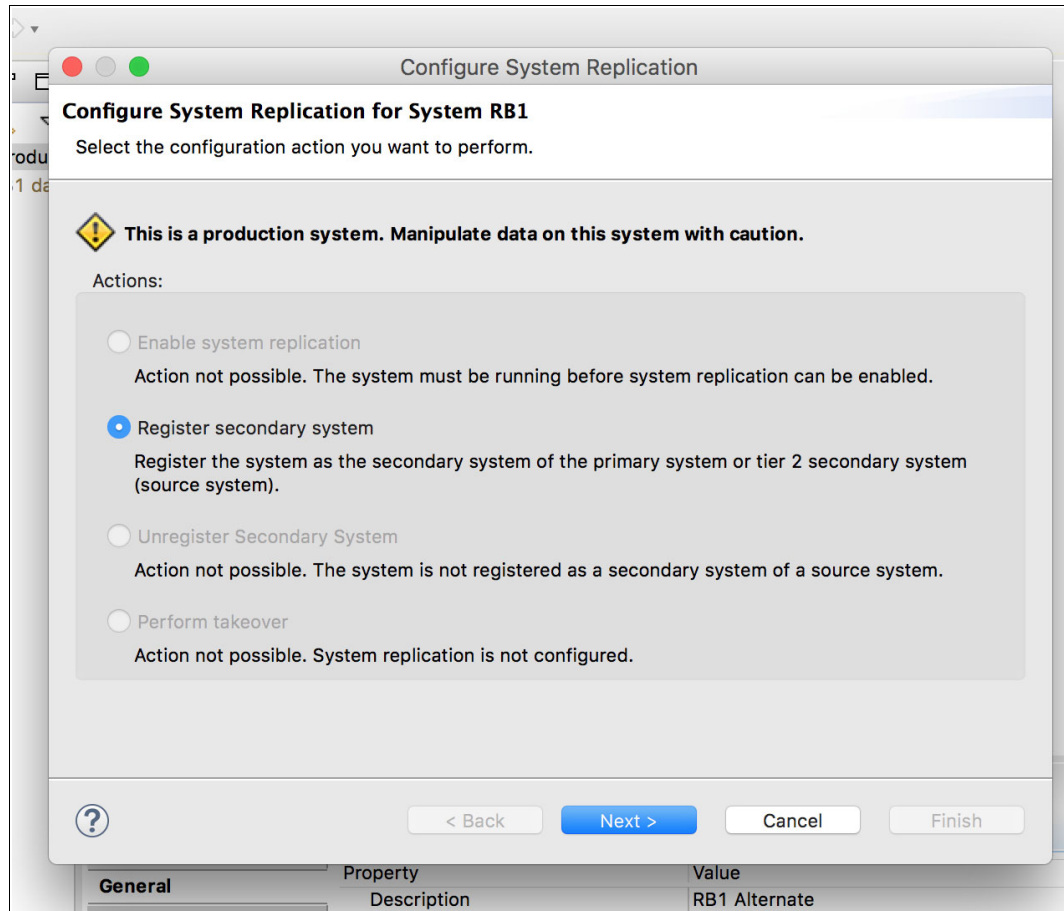 Configure System Replication
Configure System Replication for System RB1
Select the configuration action you want to perform.
This is a production system. Manipulate data on this system with caution.
Actions:
Enable system replication
Action not possible. The system must be running before system replication can be enabled.
Register secondary system
Register the system as the secondary system of the primary system or tier 2 secondary system
(source system).
Unregister Secondary System
Action not possible. The system is not registered as a secondary system of a source system.
Perform takeover
Action not possible. System replication is not configured.
?
< Back
Next >
Cancel
Finish
General
Property
Value
Description
RB1 Alternate